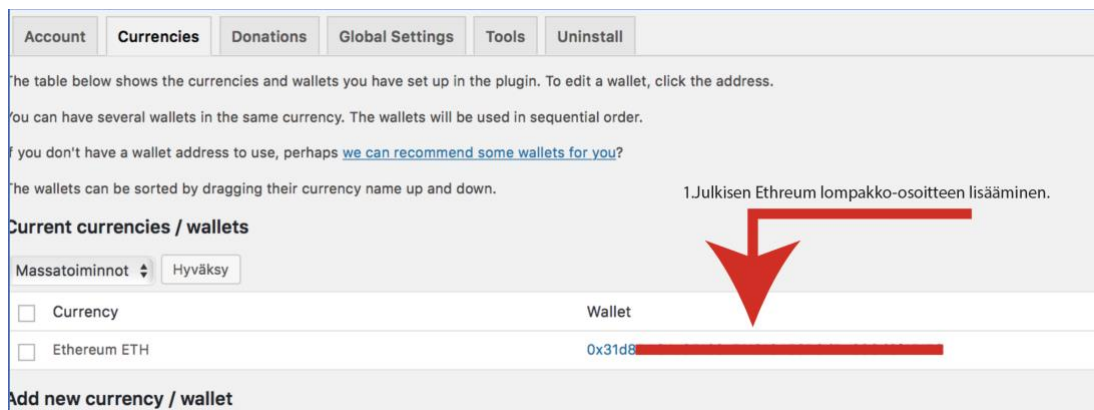 Account Currencies Donations Global Settings Tools Uninstall
The table below shows the currencies and wallets you have set up in the plugin. To edit a wallet, click the address.
You can have several wallets in the same currency. The wallets will be used in sequential order.
If you don't have a wallet address to use, perhaps we can recommend some wallets for you?
The wallets can be sorted by dragging their currency name up and down.
1.Julkisen Ethreum lompakko-osoitteen lisääminen.
Current currencies / wallets
Massatoiminnot Hyväksy
Currency Wallet
Ethereum ETH 0x31d8
Add new currency / wallet